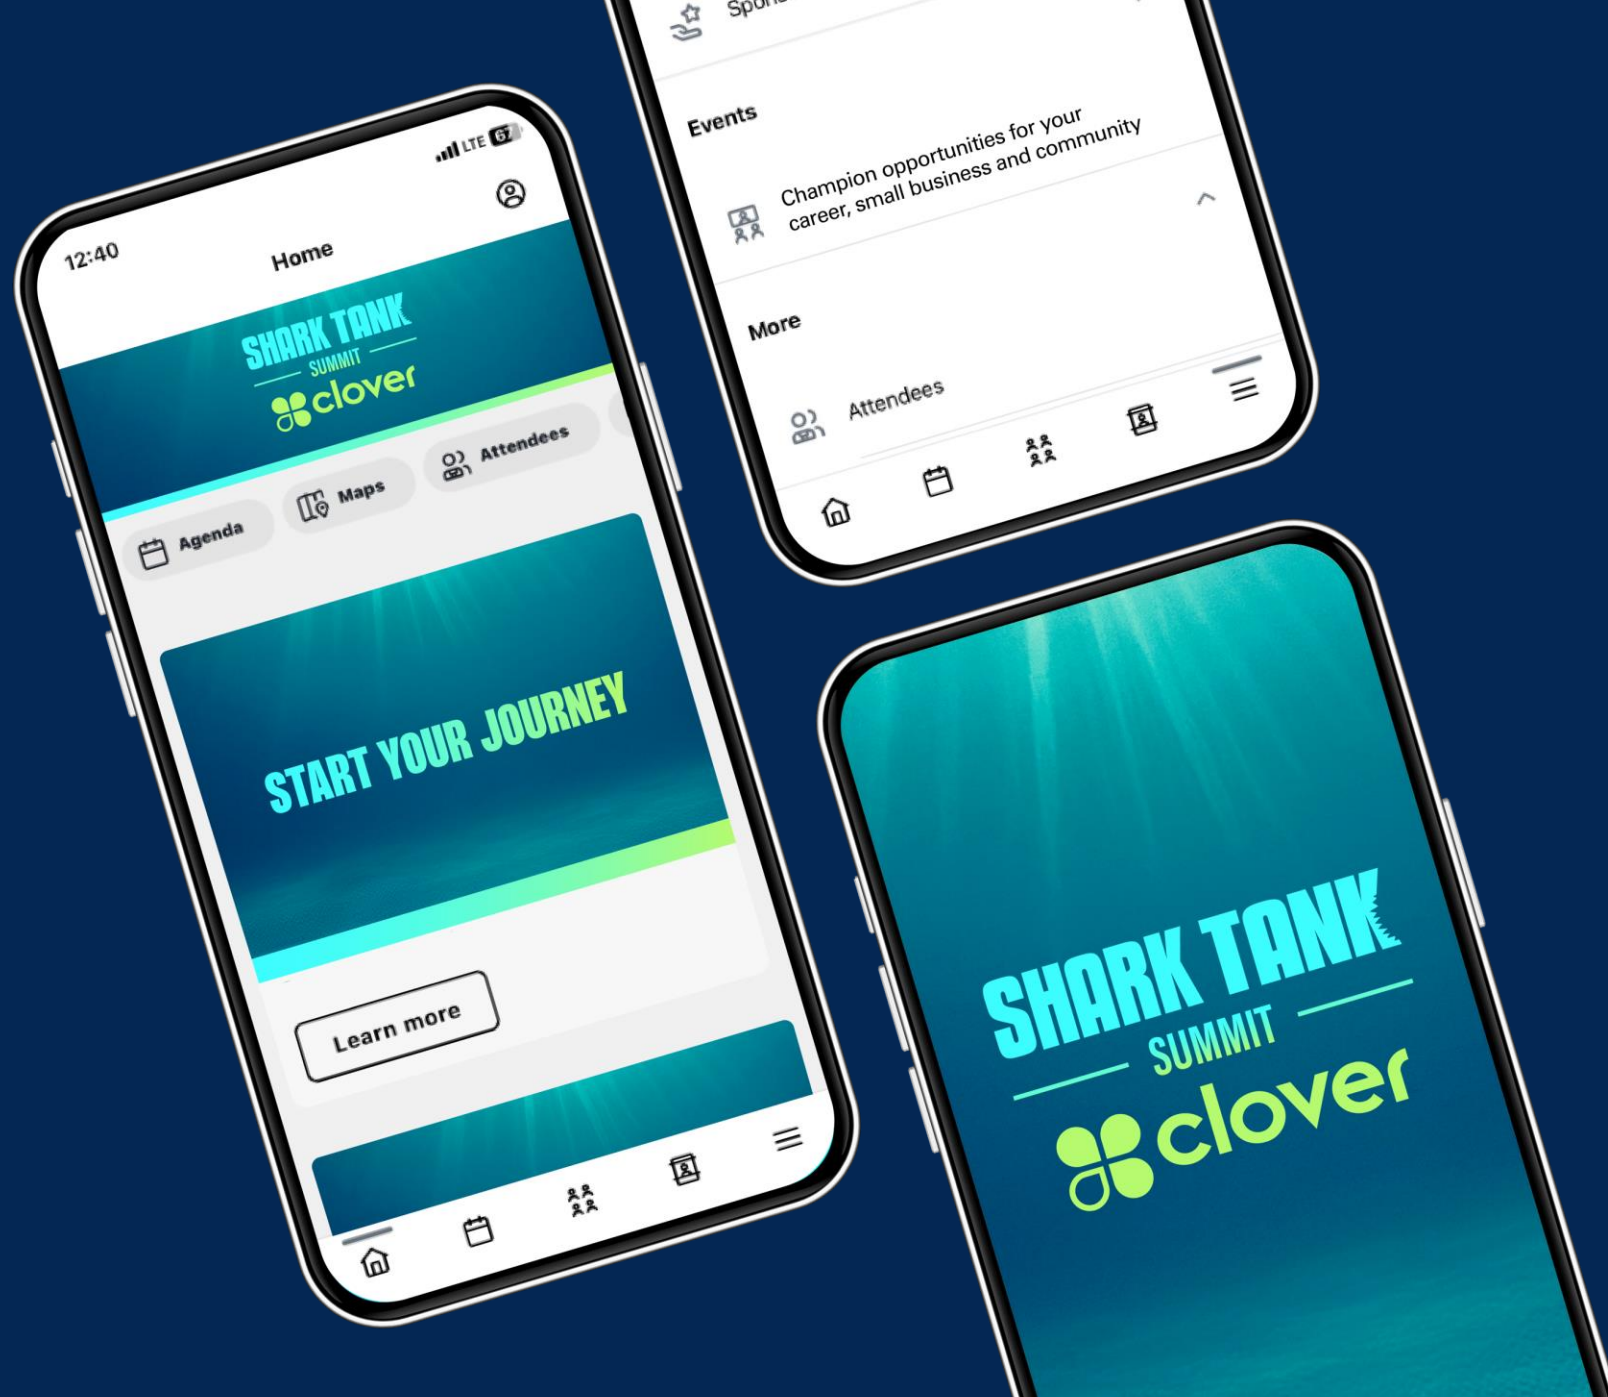 12:40
LTE 67
Home
SHARK TANK
SUMMIT
clover
Agenda
Maps
Attendees
START YOUR JOURNEY
Learn more
Events
Champion opportunities for your
career, small business and community
More
Attendees
SHARK TANK
SUMMIT
clover